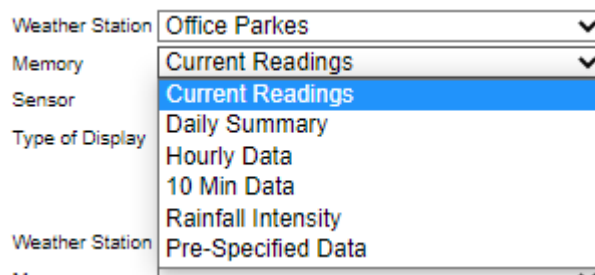 Weather Station Office Parkes
Memory Current Readings
Sensor Current Readings
Type of Display Daily Summary
Hourly Data
10 Min Data
Rainfall Intensity
Weather Station Pre-Specified Data